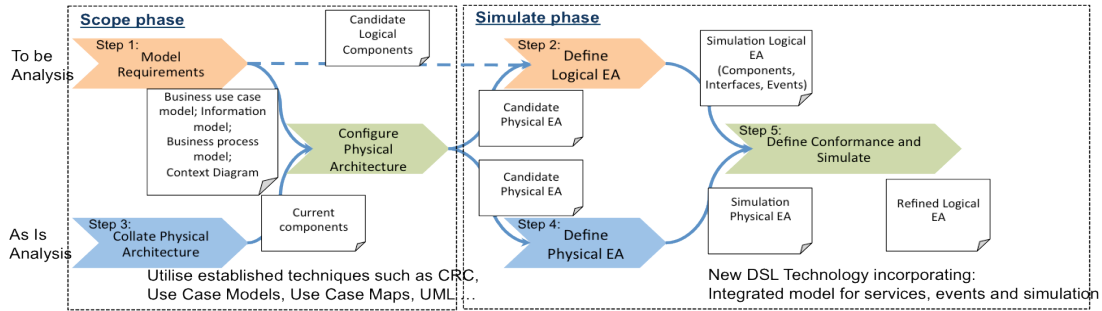 Scope phase
Simulate phase
To be
Analysis
Step 1:
Model
Requirements
Candidate
Logical
Components
Step 2:
Define
Logical EA
Simulation Logical
EA
(Components,
Interfaces, Events)
Business use case
model; Information
model;
Business process
model;
Context Diagram
Configure
Physical
Architecture
Candidate
Physical EA
Candidate
Physical EA
Step 5:
Define Conformance and
Simulate
As Is
Analysis
Step 3:
Collate Physical
Architecture
Current
components
Step 4:
Define
Physical EA
Simulation
Physical EA
Refined Logical
EA
Utilise established techniques such as CRC,
Use Case Models, Use Case Maps, UML ...
New DSL Technology incorporating:
Integrated model for services, events and simulation